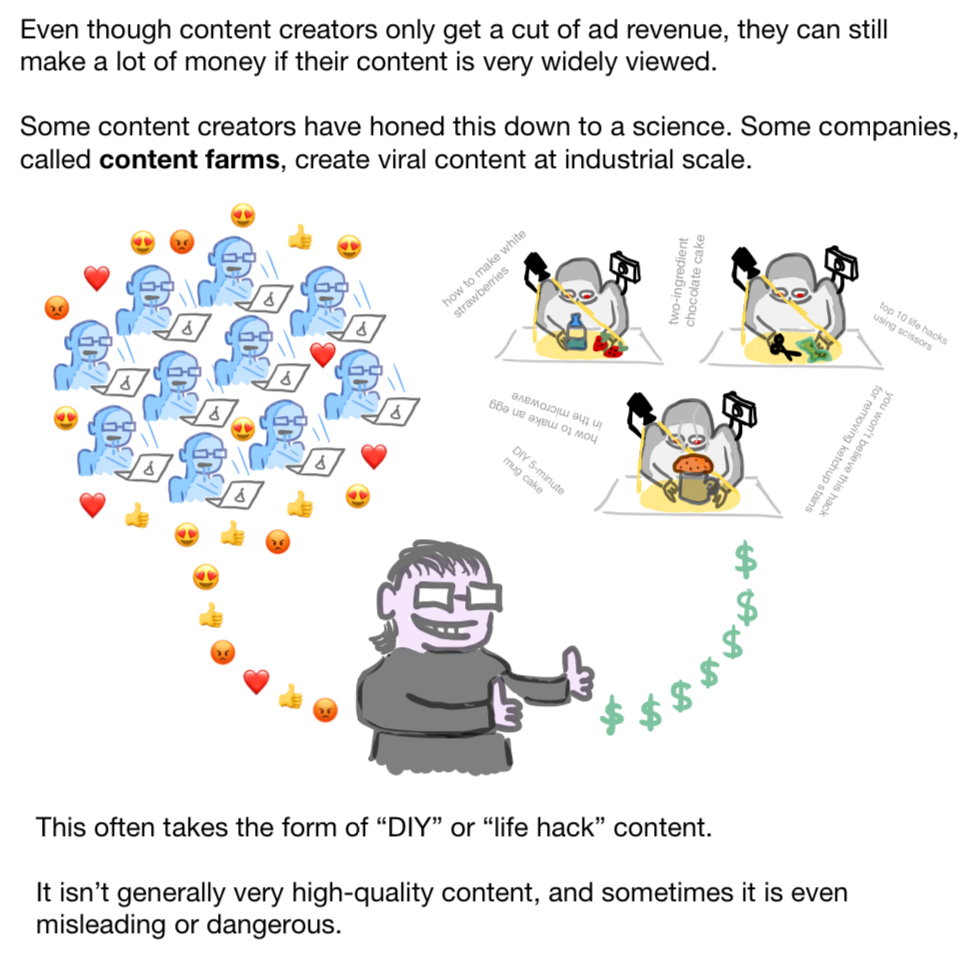 Even though content creators only get a cut of ad revenue, they can still
make a lot of money if their content is very widely viewed.
Some content creators have honed this down to a science. Some companies,
called content farms, create viral content at industrial scale.
how to make white
strawberries
two-ingredient
chocolate cake
top 10 life hacks
using scissors
how to make an egg
in the microwave
DIY 5-minute
mug cake
you won't believe this hack
for removing ketchup stains
$
$
$
$
$
$
$
This often takes the form of “DIY” or “life hack” content.
It isn’t generally very high-quality content, and sometimes it is even
misleading or dangerous.